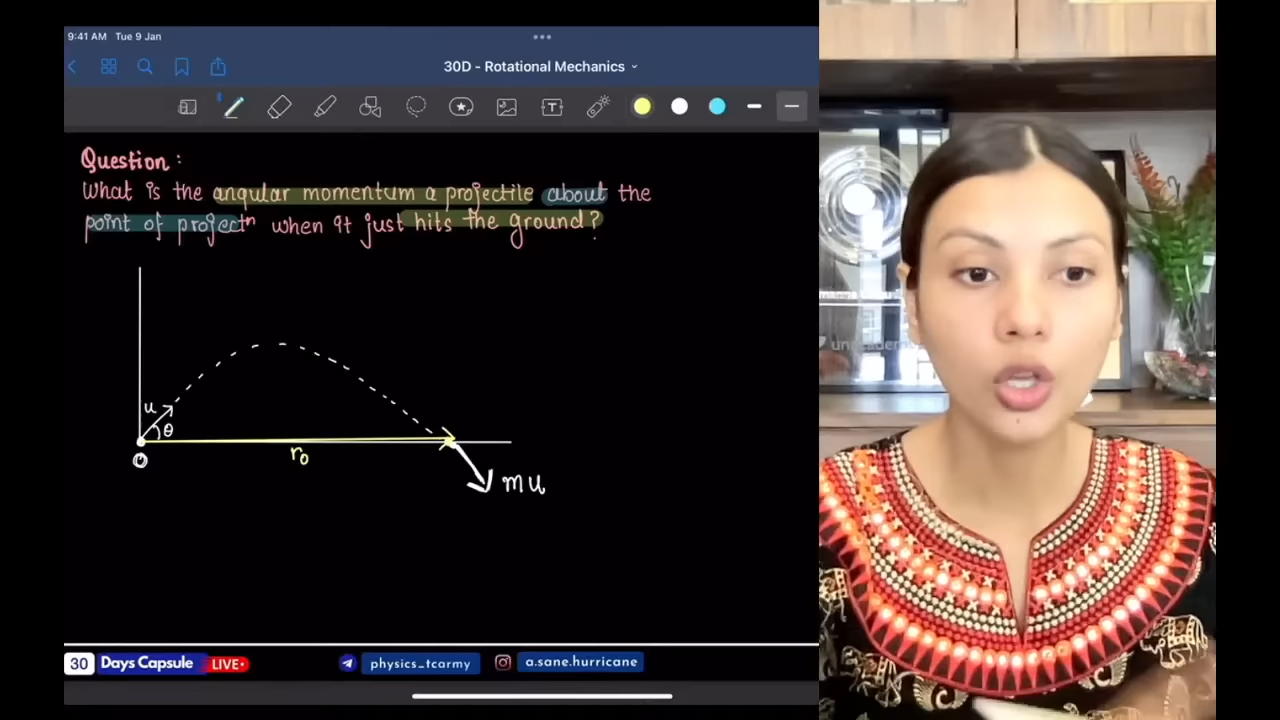 9:41 AM Tue 9 Jan
30D - Rotational Mechanics
Question :
What is the angular momentum a projectile about the
point of projectⁿ when it just hits the ground?
u
θ
O
r₀
mu
30 Days Capsule LIVE
physics_tcarmy
a.sane.hurricane